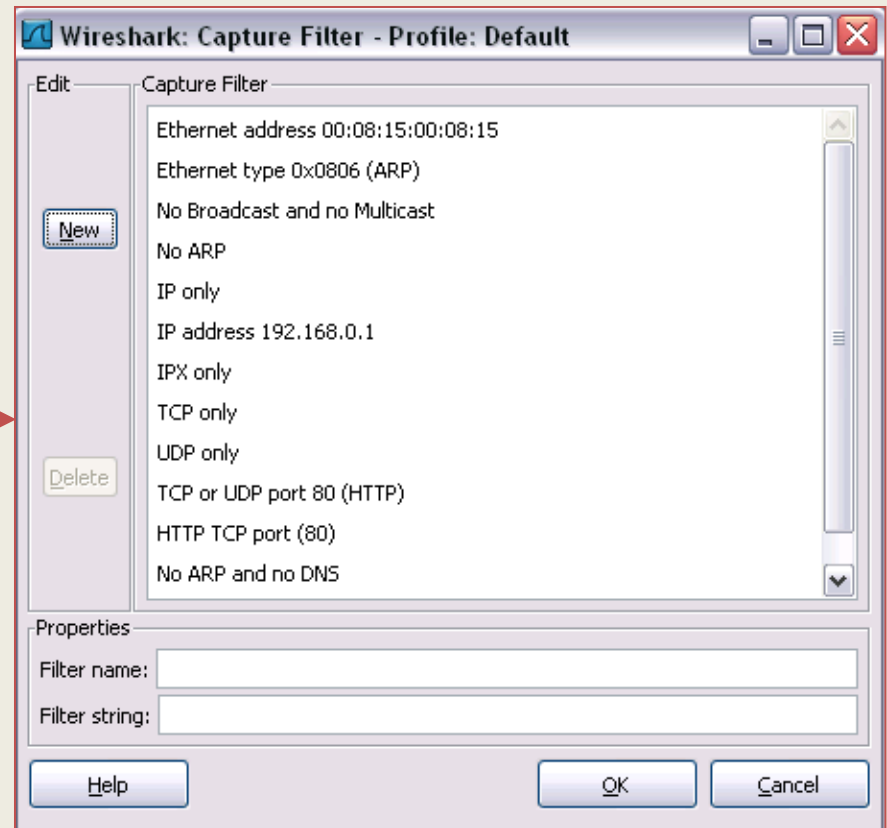 Wireshark: Capture Filter - Profile: Default
Edit
Capture Filter
Ethernet address 00:08:15:00:08:15
Ethernet type 0x0806 (ARP)
No Broadcast and no Multicast
New
No ARP
IP only
IP address 192.168.0.1
IPX only
TCP only
UDP only
Delete
TCP or UDP port 80 (HTTP)
HTTP TCP port (80)
No ARP and no DNS
Properties
Filter name:
Filter string:
Help
OK
Cancel